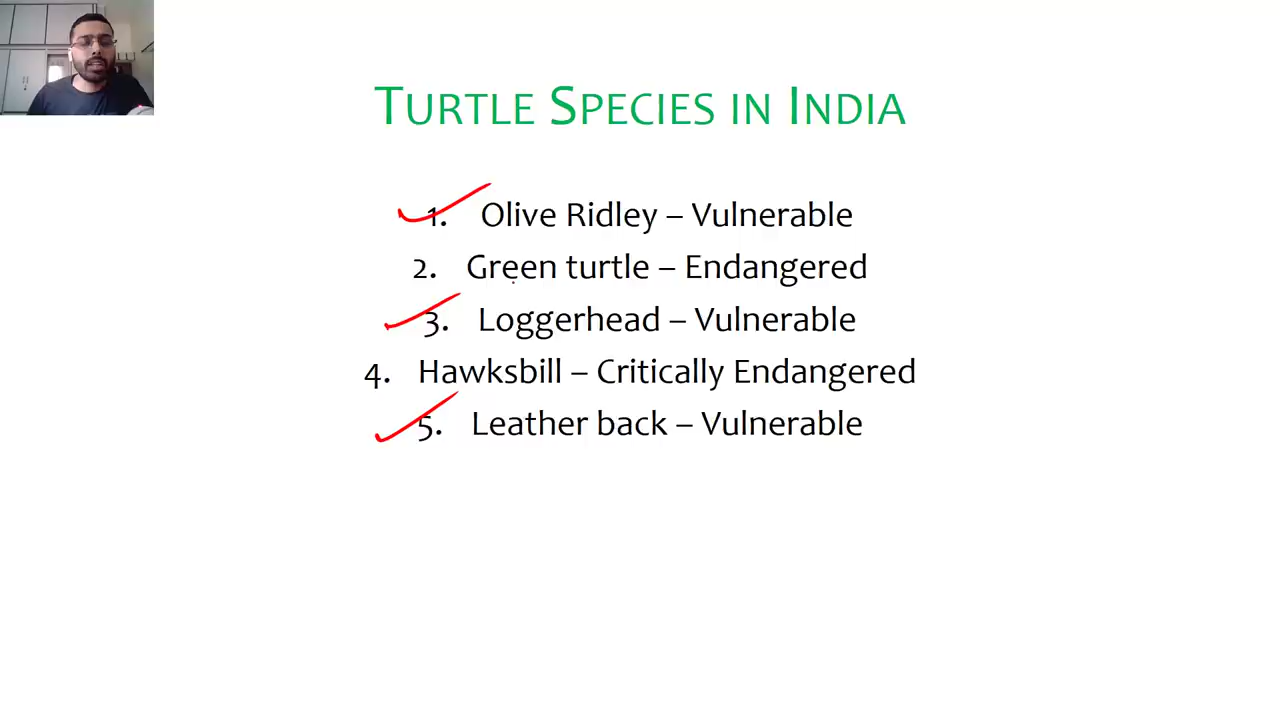 TURTLE SPECIES IN INDIA
1. Olive Ridley – Vulnerable
2. Green turtle – Endangered
3. Loggerhead – Vulnerable
4. Hawksbill – Critically Endangered
5. Leather back – Vulnerable